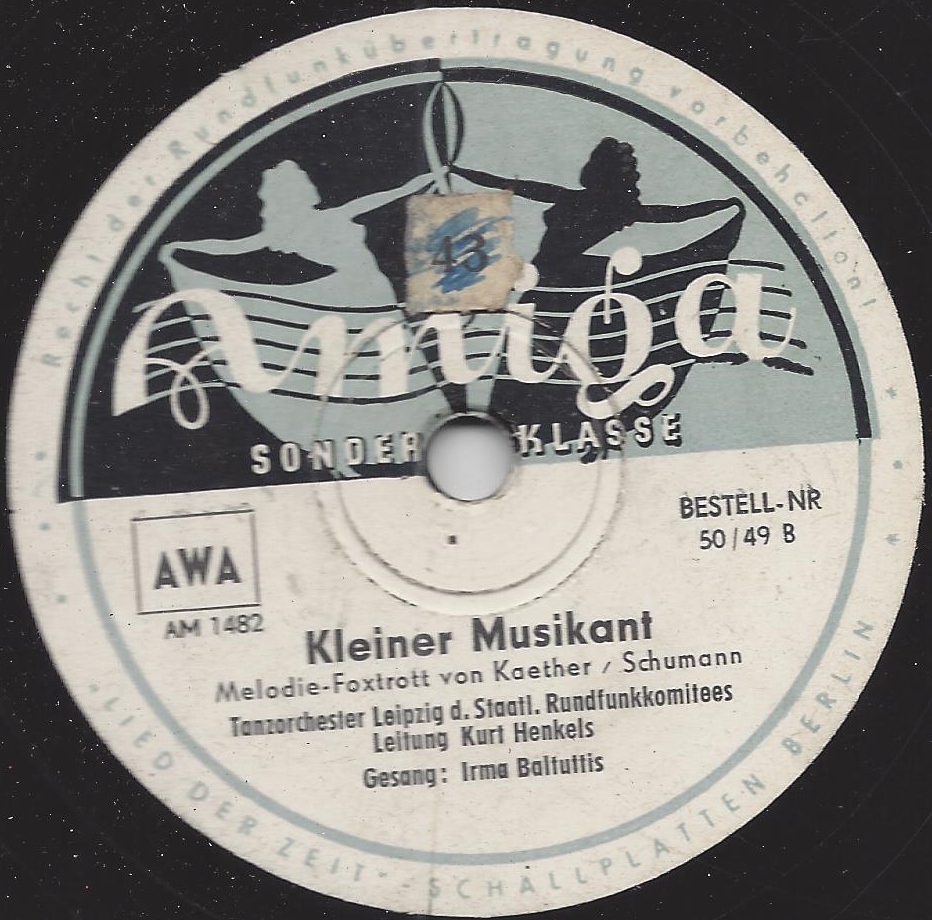 Recht der Rundfunkübertragung vorbehalten!
43
Amiga
SONDER KLASSE
AWA
AM 1482
BESTELL-NR
50/49 B
Kleiner Musikant
Melodie-Foxtrott von Kaether / Schumann
Tanzorchester Leipzig d. Staatl. Rundfunkkomitees
Leitung Kurt Henkels
Gesang: Irma Baltuttis
"LIED DER ZEIT" - SCHALLPLATTEN BERLIN